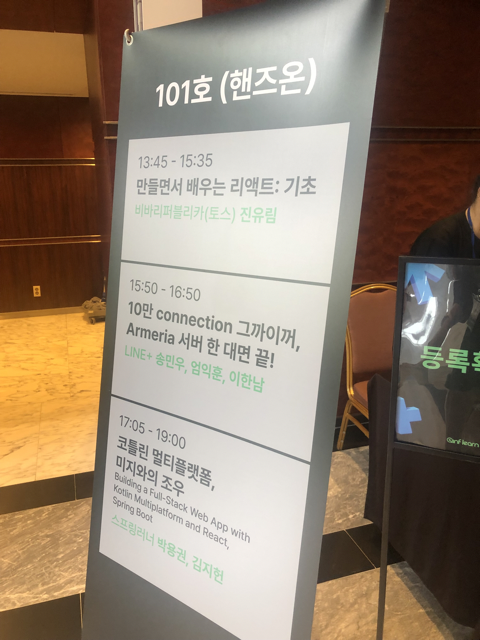 101호 (핸즈온)
13:45 - 15:35
만들면서 배우는 리액트: 기초
비바리퍼블리카(토스) 진유림
15:50 - 16:50
10만 connection 그까이꺼,
Armeria 서버 한 대면 끝!
LINE+ 송민우, 엄익훈, 이한남
17:05 - 19:00
코틀린 멀티플랫폼,
미지와의 조우
Building a Full-Stack Web App with
Kotlin Multiplatform and React,
Spring Boot
스프링러너 박용권, 김지헌
등록
inflearn